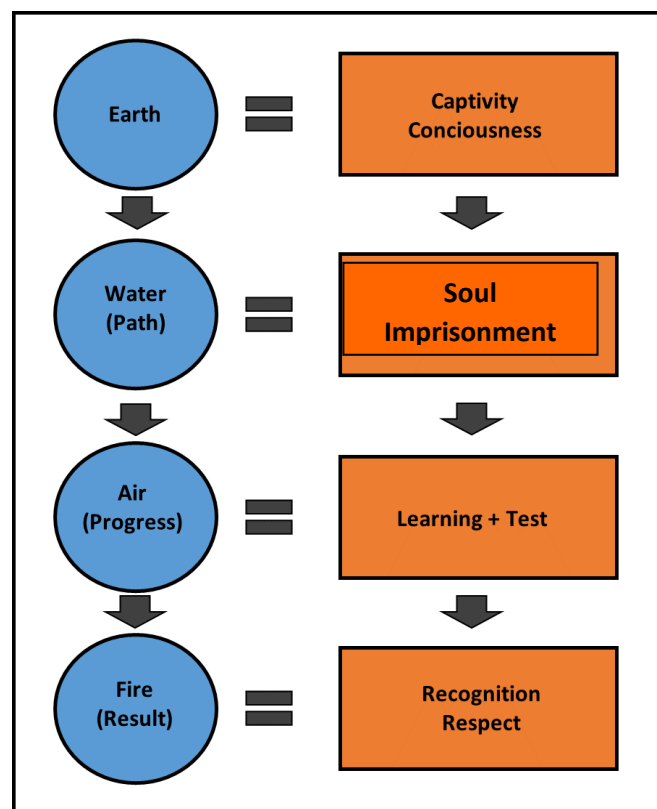 Earth
Captivity
Conciousness
Water
(Path)
Soul
Imprisonment
Air
(Progress)
Learning + Test
Fire
(Result)
Recognition
Respect